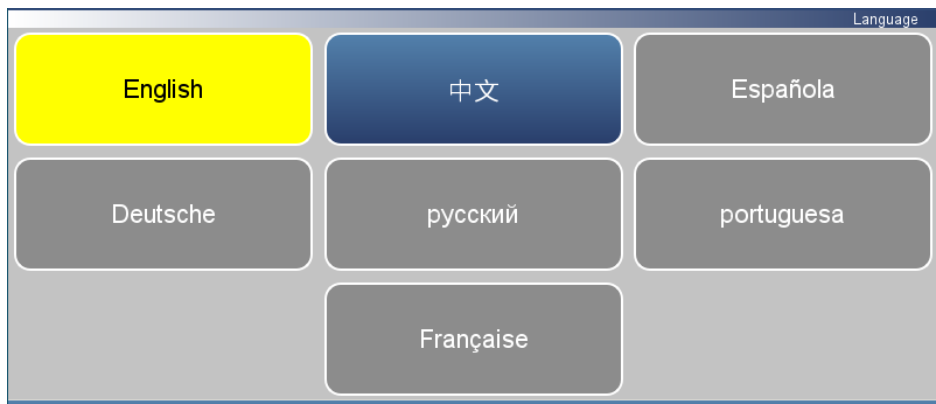 Language
English
中文
Española
Deutsche
русский
portuguesa
Française